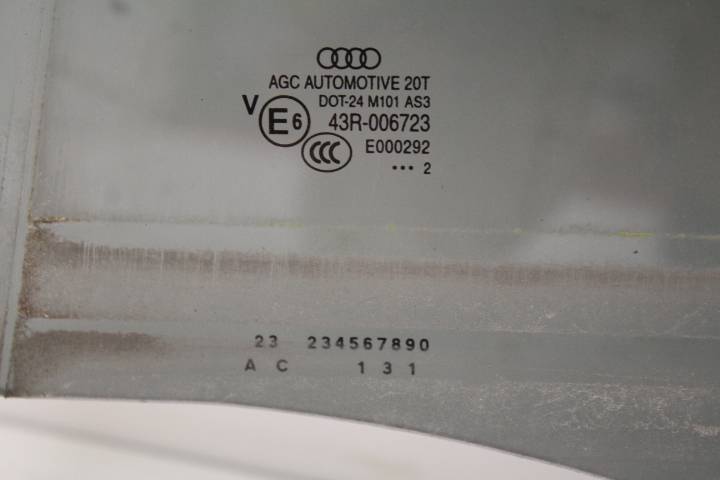 AGC AUTOMOTIVE 20T
DOT-24 M101 AS3
V E6 43R-006723
CCC E000292
••• 2
23 234567890
A C 1 3 1